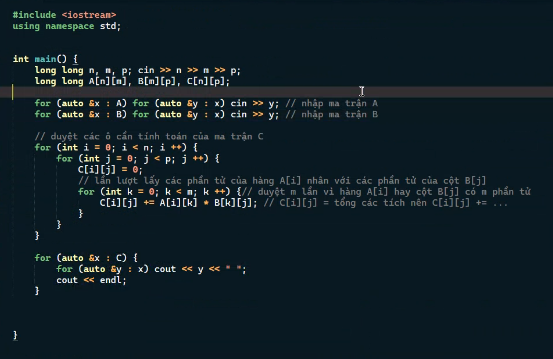 #include <iostream>
using namespace std;
int main() {
long long n, m, p; cin >> n >> m >> p;
long long A[n][m], B[m][p], C[n][p];
for (auto &x : A) for (auto &y : x) cin >> y; // nhập ma trận A
for (auto &x : B) for (auto &y : x) cin >> y; // nhập ma trận B
// duyệt các ô cần tính toán của ma trận C
for (int i = 0; i < n; i ++) {
for (int j = 0; j < p; j ++) {
C[i][j] = 0;
// lần lượt lấy các phần tử của hàng A[i] nhân với các phần tử của cột B[j]
for (int k = 0; k < m; k ++) {// duyệt m lần vì hàng A[i] hay cột B[j] có m phần tử
C[i][j] += A[i][k] * B[k][j]; // C[i][j] = tổng các tích nên C[i][j] += ...
}
}
}
for (auto &x : C) {
for (auto &y : x) cout << y << " ";
cout << endl;
}
}